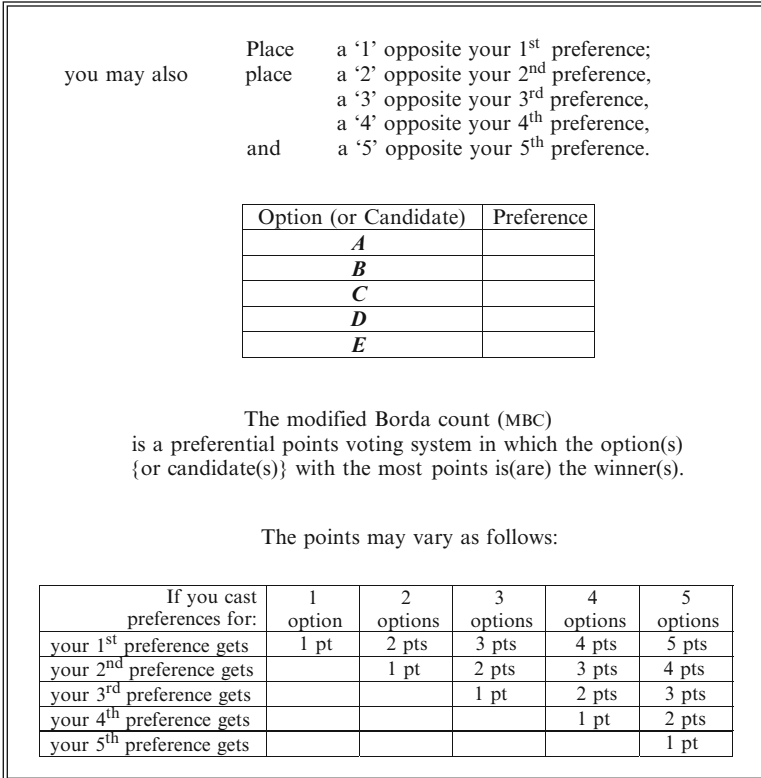 Place a ‘1’ opposite your 1st preference;
you may also place a ‘2’ opposite your 2nd preference,
a ‘3’ opposite your 3rd preference,
a ‘4’ opposite your 4th preference,
and a ‘5’ opposite your 5th preference.
Option (or Candidate) Preference
A
B
C
D
E
The modified Borda count (MBC)
is a preferential points voting system in which the option(s)
{or candidate(s)} with the most points is(are) the winner(s).
The points may vary as follows:
If you cast preferences for: 1 option 2 options 3 options 4 options 5 options
your 1st preference gets 1 pt 2 pts 3 pts 4 pts 5 pts
your 2nd preference gets 1 pt 2 pts 3 pts 4 pts
your 3rd preference gets 1 pt 2 pts 3 pts
your 4th preference gets 1 pt 2 pts
your 5th preference gets 1 pt